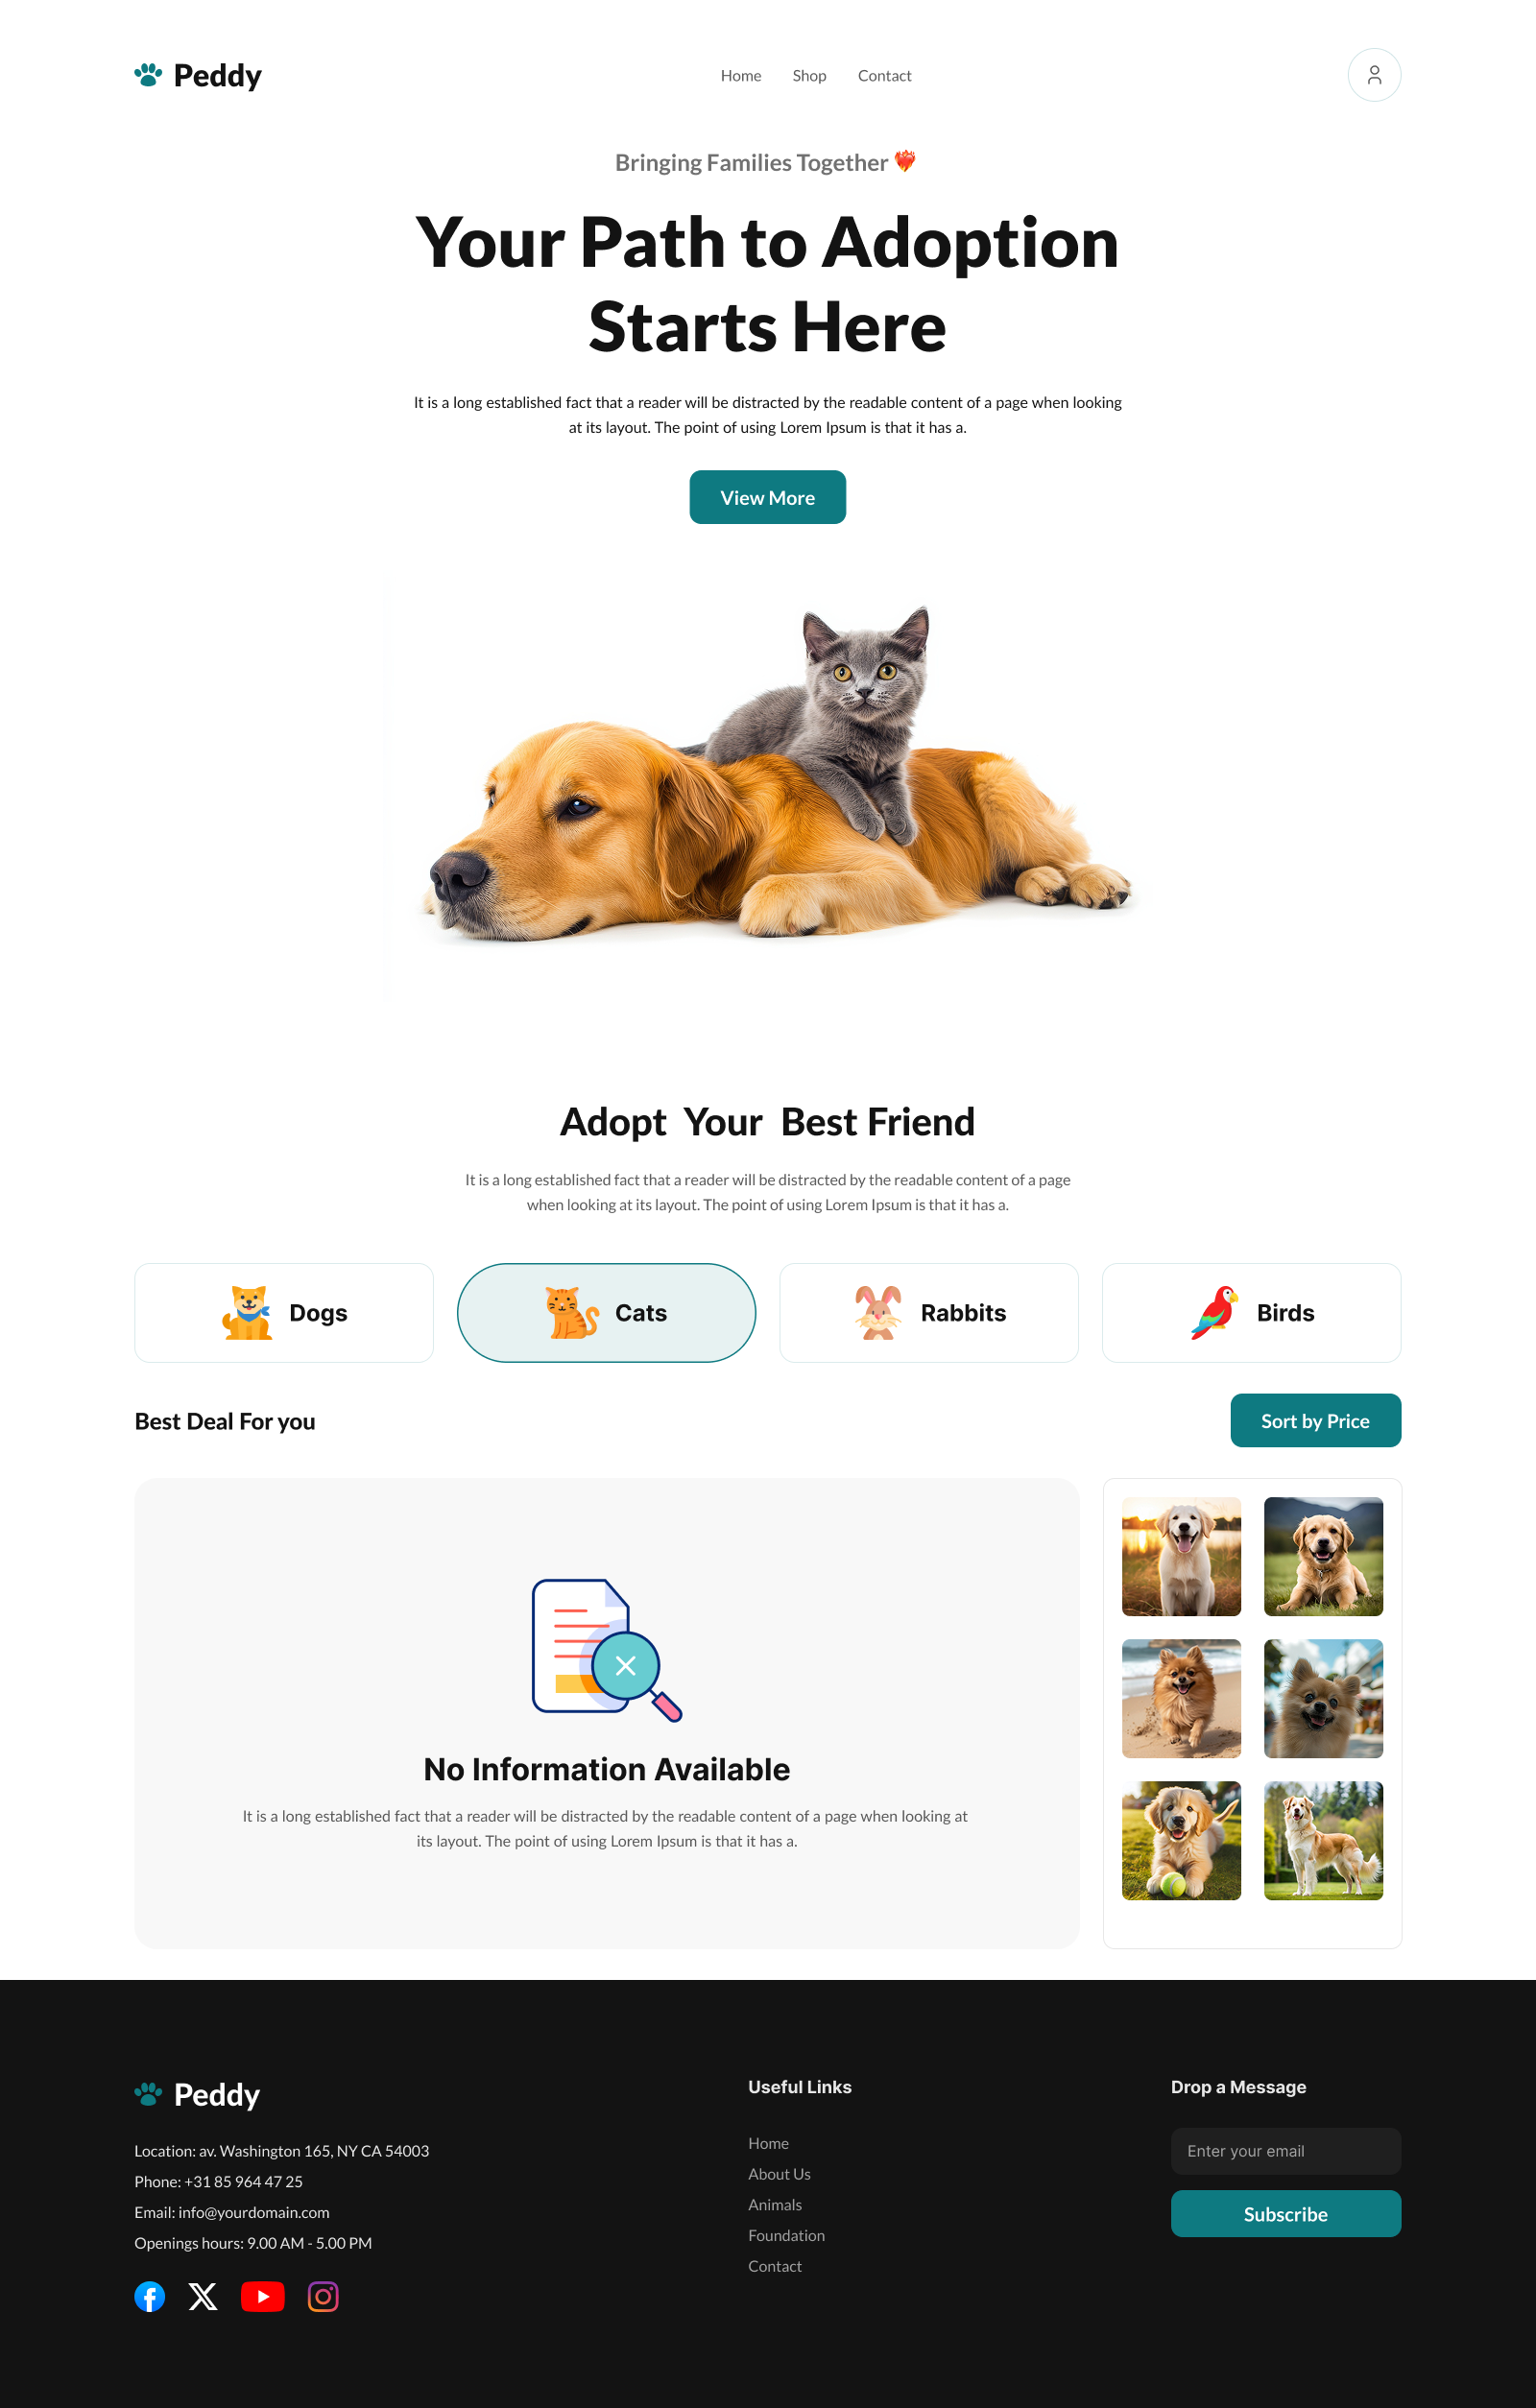 Peddy
Home Shop Contact
Bringing Families Together
Your Path to Adoption
Starts Here
It is a long established fact that a reader will be distracted by the readable content of a page when looking
at its layout. The point of using Lorem Ipsum is that it has a.
View More
Adopt Your Best Friend
It is a long established fact that a reader will be distracted by the readable content of a page
when looking at its layout. The point of using Lorem Ipsum is that it has a.
Dogs
Cats
Rabbits
Birds
Best Deal For you
Sort by Price
No Information Available
It is a long established fact that a reader will be distracted by the readable content of a page when looking at
its layout. The point of using Lorem Ipsum is that it has a.
Peddy
Location: av. Washington 165, NY CA 54003
Phone: +31 85 964 47 25
Email: info@yourdomain.com
Openings hours: 9.00 AM - 5.00 PM
Useful Links
Home
About Us
Animals
Foundation
Contact
Drop a Message
Enter your email
Subscribe